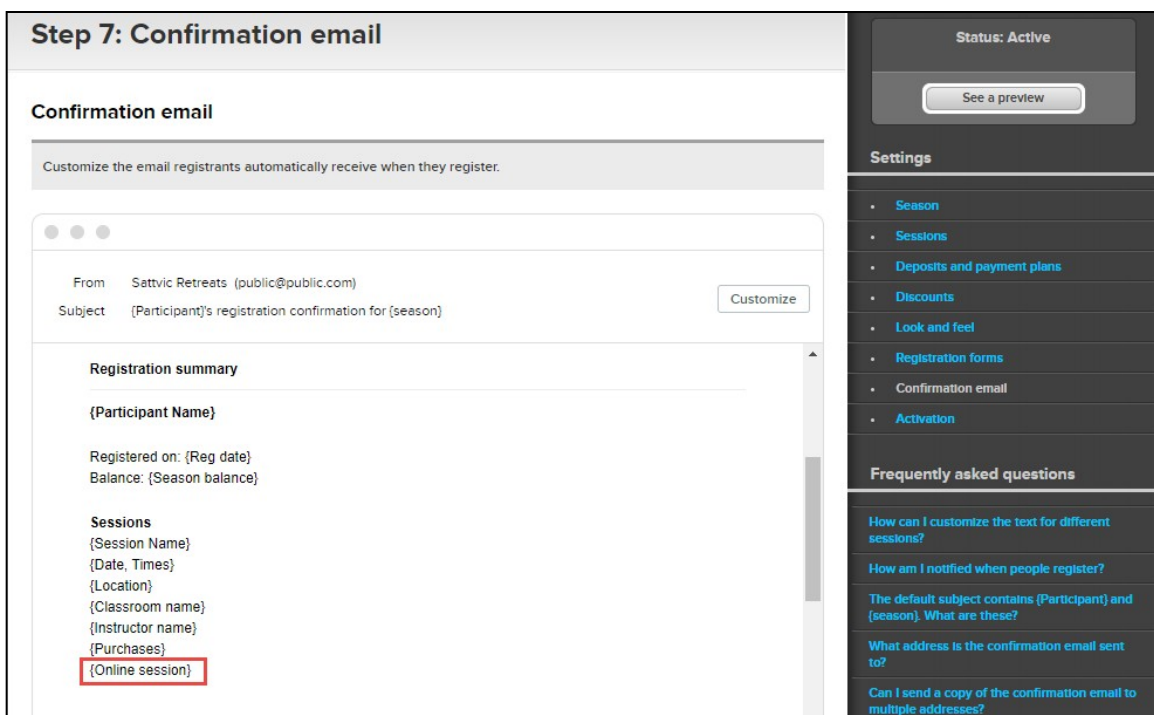 Step 7: Confirmation email
Confirmation email
Customize the email registrants automatically receive when they register.
From Sattvic Retreats (public@public.com)
Subject {Participant}'s registration confirmation for {season}
Customize
Registration summary
{Participant Name}
Registered on: {Reg date}
Balance: {Season balance}
Sessions
{Session Name}
{Date, Times}
{Location}
{Classroom name}
{Instructor name}
{Purchases}
{Online session}
Status: Active
See a preview
Settings
Season
Sessions
Deposits and payment plans
Discounts
Look and feel
Registration forms
Confirmation email
Activation
Frequently asked questions
How can I customize the text for different
sessions?
How am I notified when people register?
The default subject contains {Participant} and
{season}. What are these?
What address is the confirmation email sent
to?
Can I send a copy of the confirmation email to
multiple addresses?